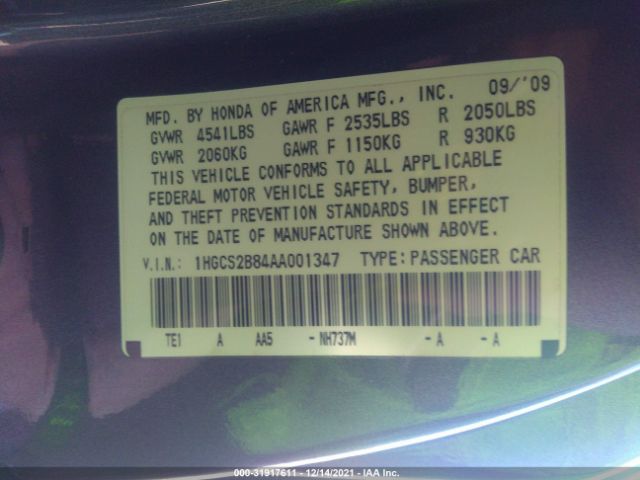 MFD. BY HONDA OF AMERICA MFG., INC. 09/'09
GVWR 4541LBS GAWR F 2535LBS R 2050LBS
GVWR 2060KG GAWR F 1150KG R 930KG
THIS VEHICLE CONFORMS TO ALL APPLICABLE
FEDERAL MOTOR VEHICLE SAFETY, BUMPER,
AND THEFT PREVENTION STANDARDS IN EFFECT
ON THE DATE OF MANUFACTURE SHOWN ABOVE.
V.I.N.: 1HGCS2B84AA001347 TYPE: PASSENGER CAR
TE1 A AA5 - NH737M - A - A
000-31917611 - 12/14/2021 - IAA Inc.